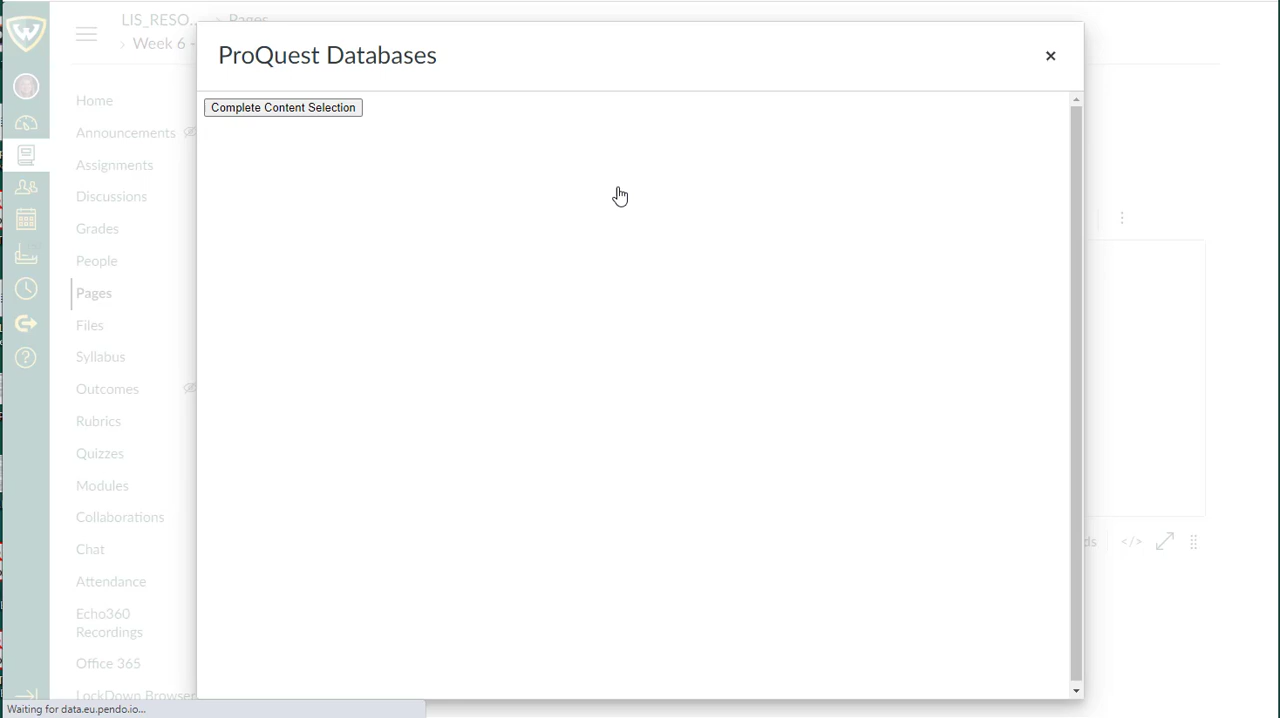 LIS_RESO... > Pages
> Week 6 -
ProQuest Databases
×
Complete Content Selection
Home
Announcements
Assignments
Discussions
Grades
People
Pages
Files
Syllabus
Outcomes
Rubrics
Quizzes
Modules
Collaborations
Chat
Attendance
Echo360
Recordings
Office 365
LockDown Browser
ds </>
Waiting for data.eu.pendo.io...